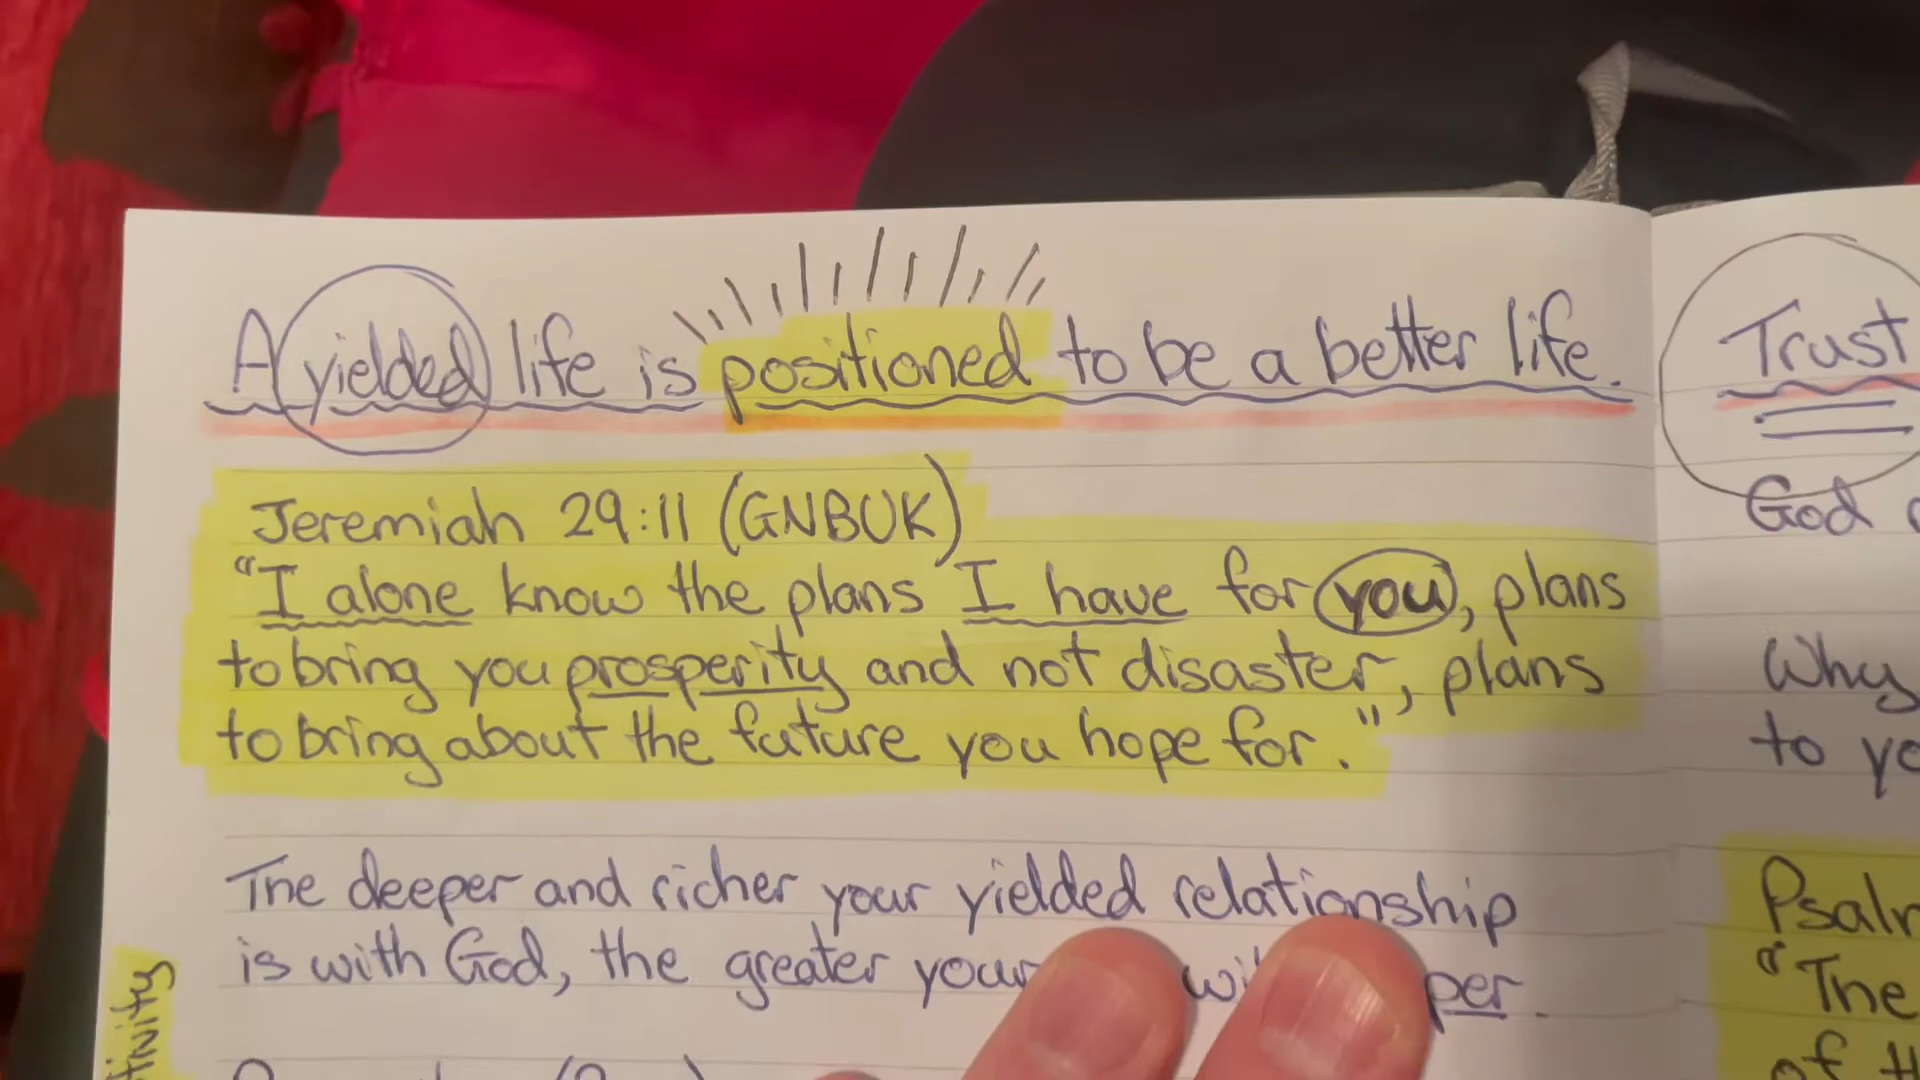 A yielded life is positioned to be a better life.
Jeremiah 29:11 (GNBUK)
"I alone know the plans I have for you, plans
to bring you prosperity and not disaster, plans
to bring about the future you hope for."
The deeper and richer your yielded relationship
is with God, the greater your
Trust
God
Why
to
"The
of